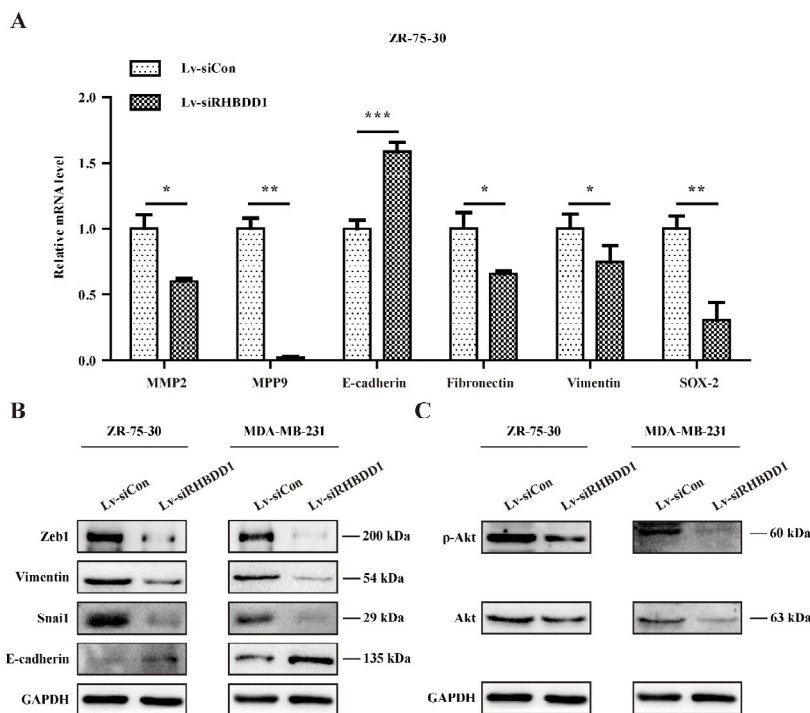 A
ZR-75-30
Lv-siCon
Lv-siRHBDD1
Relative mRNA level
2.0
1.5
1.0
0.5
0.0
* ** *** * * **
MMP2 MPP9 E-cadherin Fibronectin Vimentin SOX-2
B
ZR-75-30 MDA-MB-231
Lv-siCon Lv-siRHBDD1 Lv-siCon Lv-siRHBDD1
Zeb1 200 kDa
Vimentin 54 kDa
Snai1 29 kDa
E-cadherin 135 kDa
GAPDH
C
ZR-75-30 MDA-MB-231
Lv-siCon Lv-siRHBDD1 Lv-siCon Lv-siRHBDD1
p-Akt 60 kDa
Akt 63 kDa
GAPDH